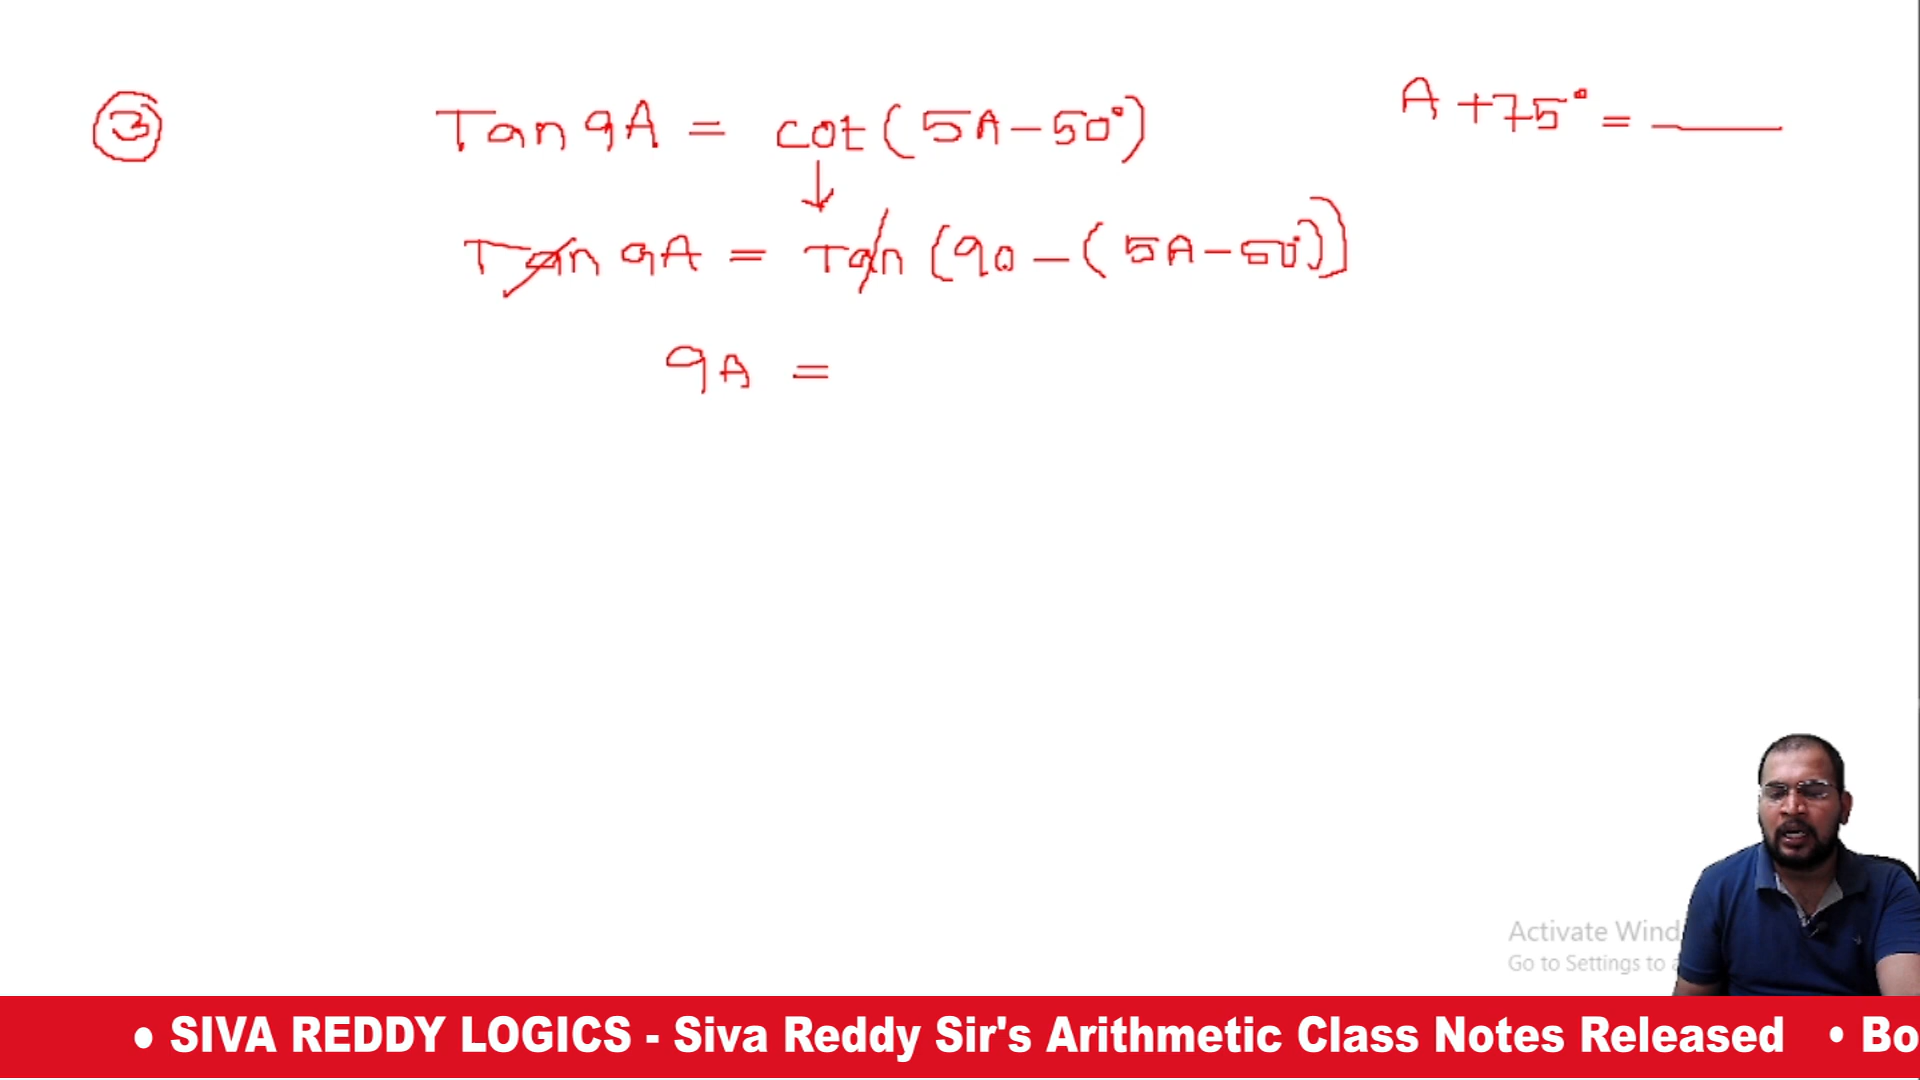 ③ Tan 9A = cot (5A - 50°) A + 75° = ____
Tan 9A = Tan (90 - (5A - 50°))
9A =
Activate Wind
Go to Settings to a
• SIVA REDDY LOGICS - Siva Reddy Sir's Arithmetic Class Notes Released • Bo